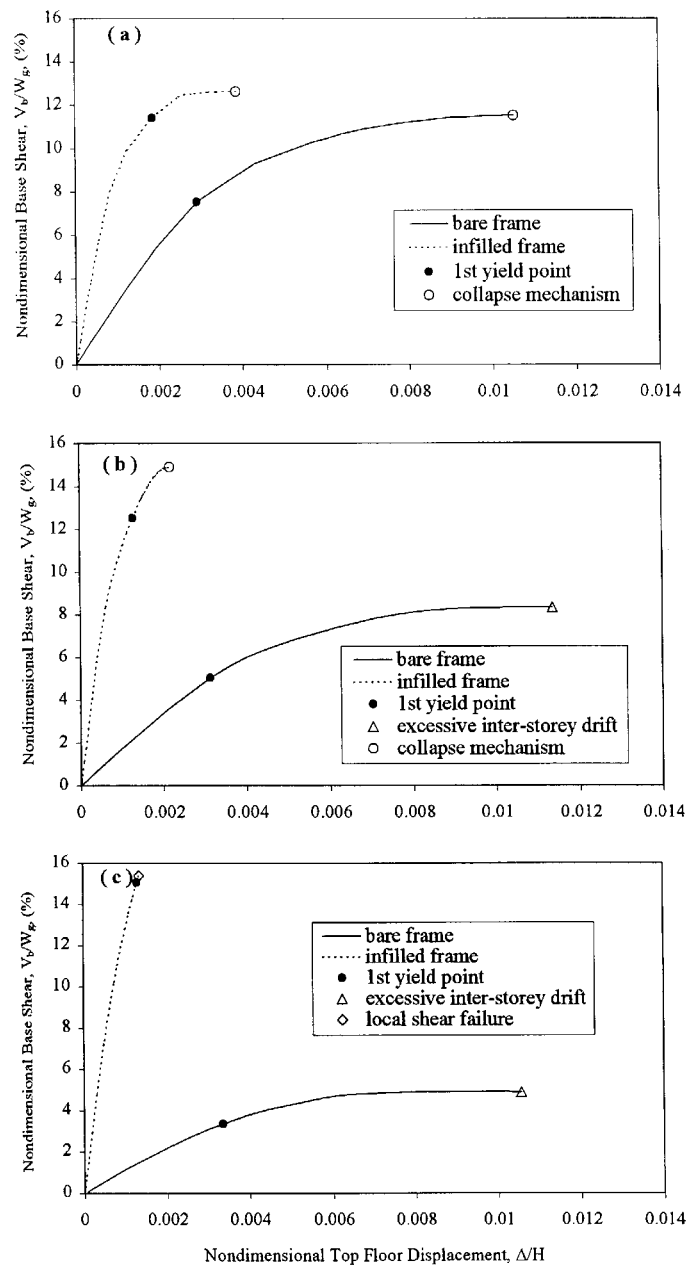 ( a )
Nondimensional Base Shear, Vb/Wg, (%)
16
14
12
10
8
6
4
2
0
bare frame
infilled frame
1st yield point
collapse mechanism
0 0.002 0.004 0.006 0.008 0.01 0.012 0.014
( b )
Nondimensional Base Shear, Vb/Wg, (%)
16
14
12
10
8
6
4
2
0
bare frame
infilled frame
1st yield point
excessive inter-storey drift
collapse mechanism
0 0.002 0.004 0.006 0.008 0.01 0.012 0.014
( c )
Nondimensional Base Shear, Vb/Wg, (%)
16
14
12
10
8
6
4
2
0
bare frame
infilled frame
1st yield point
excessive inter-storey drift
local shear failure
0 0.002 0.004 0.006 0.008 0.01 0.012 0.014
Nondimensional Top Floor Displacement, Δ/H